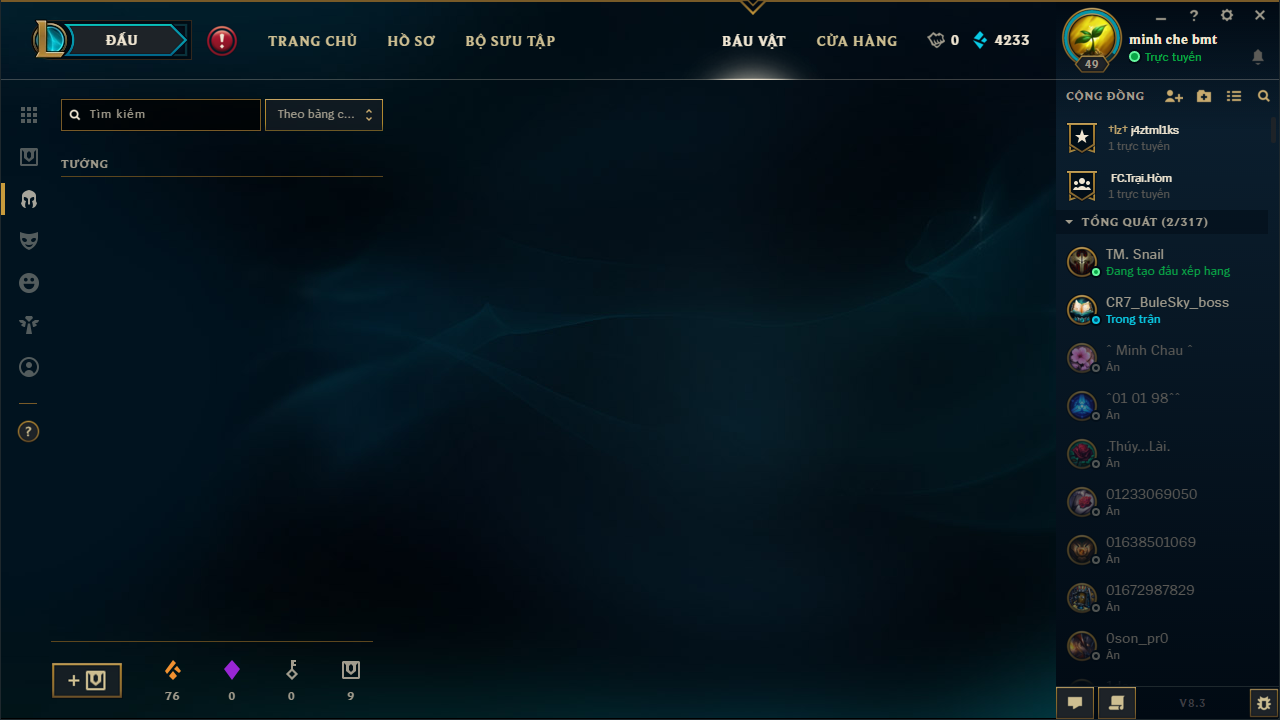 ĐẤU
TRANG CHỦ
HỒ SƠ
BỘ SƯU TẬP
BÁU VẬT
CỬA HÀNG
0
4233
49
minh che bmt
Trực tuyến
Tìm kiếm
Theo bảng c...
TƯỚNG
?
76
0
0
9
CỘNG ĐỒNG
†lz† j4ztml1ks
1 trực tuyến
FC.Trại.Hòm
1 trực tuyến
TỔNG QUÁT (2/317)
TM. Snail
Đang tạo đấu xếp hạng
CR7_BuleSky_boss
Trong trận
ˆ Minh Chau ˆ
Ẩn
ˆ01 01 98ˆˆ
Ẩn
.Thúy...Lài.
Ẩn
01233069050
Ẩn
01638501069
Ẩn
01672987829
Ẩn
0son_pr0
Ẩn
V8.3